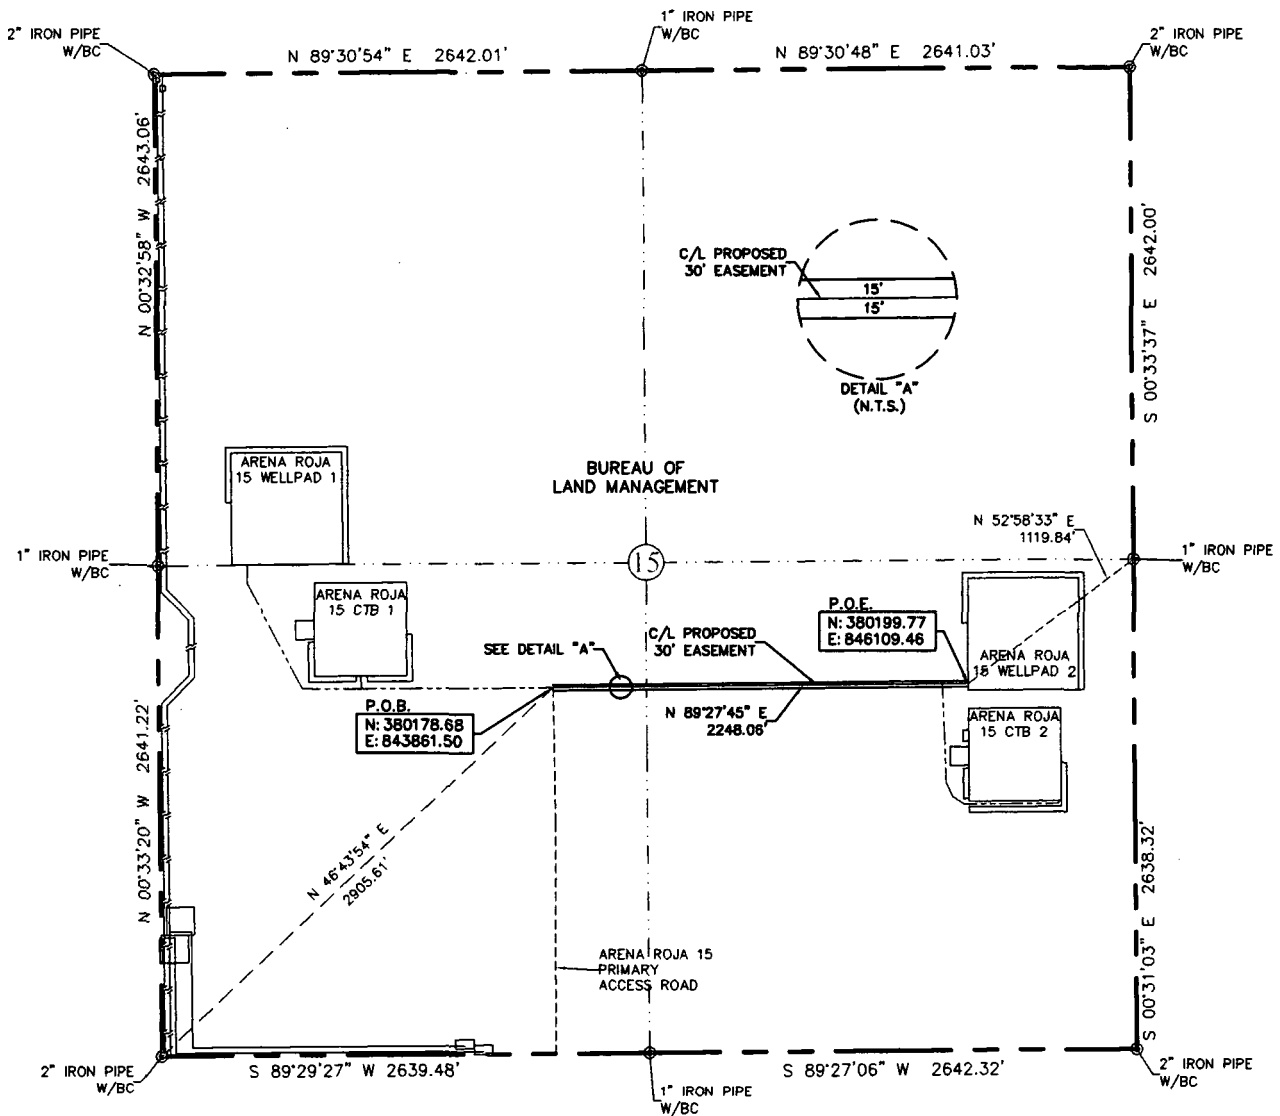 2" IRON PIPE
W/BC
N 89°30'54" E 2642.01'
1" IRON PIPE
W/BC
N 89°30'48" E 2641.03'
2" IRON PIPE
W/BC
N 00°32'58" W 2643.06'
S 00°33'37" E 2642.00'
C/L PROPOSED
30' EASEMENT
15'
15'
DETAIL "A"
(N.T.S.)
ARENA ROJA
15 WELLPAD 1
BUREAU OF
LAND MANAGEMENT
N 52°58'33" E
1119.84'
1" IRON PIPE
W/BC
15
1" IRON PIPE
W/BC
ARENA ROJA
15 CTB 1
P.O.E.
N: 380199.77
E: 846109.46
C/L PROPOSED
30' EASEMENT
SEE DETAIL "A"
ARENA ROJA
15 WELLPAD 2
P.O.B.
N: 380178.68
E: 843861.50
N 89°27'45" E
2248.06'
ARENA ROJA
15 CTB 2
N 00°33'20" W 2641.22'
N 46°43'54" E
2905.61'
S 00°31'03" E 2638.32'
ARENA ROJA 15
PRIMARY
ACCESS ROAD
2" IRON PIPE
W/BC
S 89°29'27" W 2639.48'
1" IRON PIPE
W/BC
S 89°27'06" W 2642.32'
2" IRON PIPE
W/BC